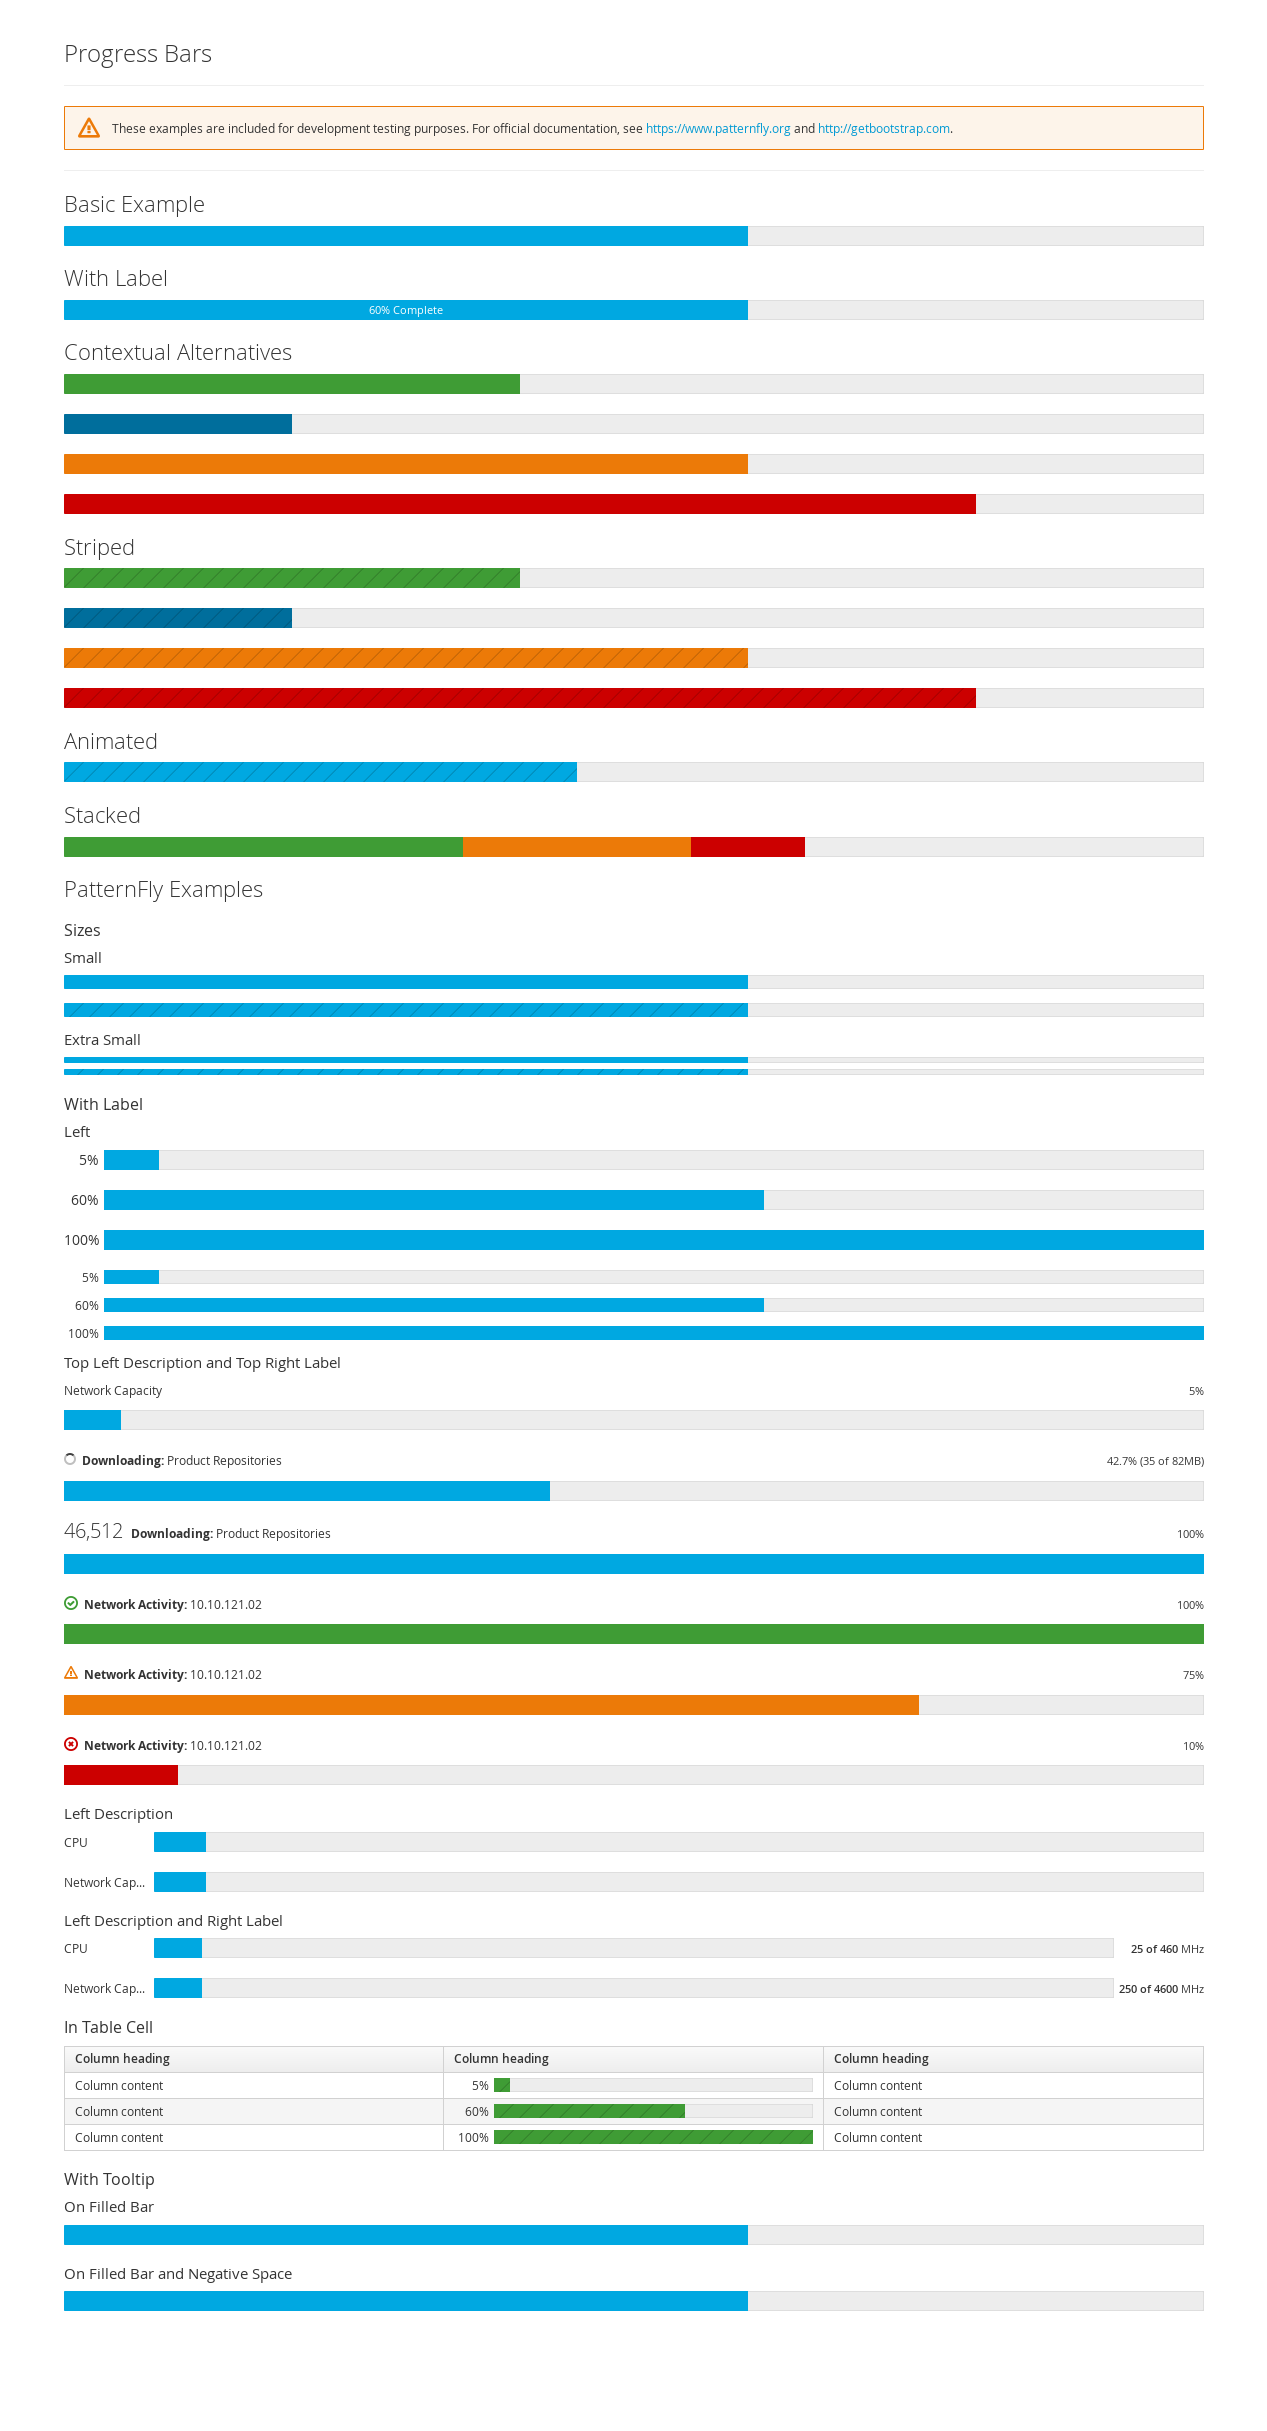 Progress Bars
These examples are included for development testing purposes. For official documentation, see https://www.patternfly.org and http://getbootstrap.com.
Basic Example
With Label
60% Complete
Contextual Alternatives
Striped
Animated
Stacked
PatternFly Examples
Sizes
Small
Extra Small
With Label
Left
5%
60%
100%
5%
60%
100%
Top Left Description and Top Right Label
Network Capacity 5%
Downloading: Product Repositories 42.7% (35 of 82MB)
46,512 Downloading: Product Repositories 100%
Network Activity: 10.10.121.02 100%
Network Activity: 10.10.121.02 75%
Network Activity: 10.10.121.02 10%
Left Description
CPU
Network Cap...
Left Description and Right Label
CPU 25 of 460 MHz
Network Cap... 250 of 4600 MHz
In Table Cell
Column heading Column heading Column heading
Column content 5% Column content
Column content 60% Column content
Column content 100% Column content
With Tooltip
On Filled Bar
On Filled Bar and Negative Space